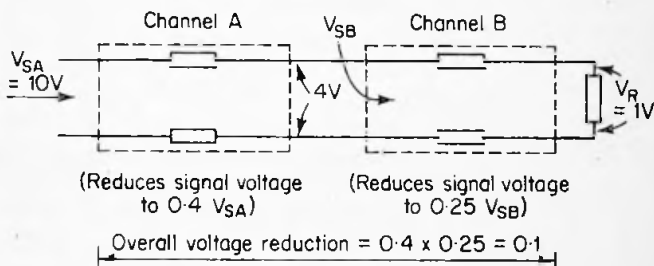 Channel A
Channel B
V_SA
= 10V
V_SB
4V
V_R
= 1V
(Reduces signal voltage
to 0·4 V_SA)
(Reduces signal voltage
to 0·25 V_SB)
Overall voltage reduction = 0·4 x 0·25 = 0·1